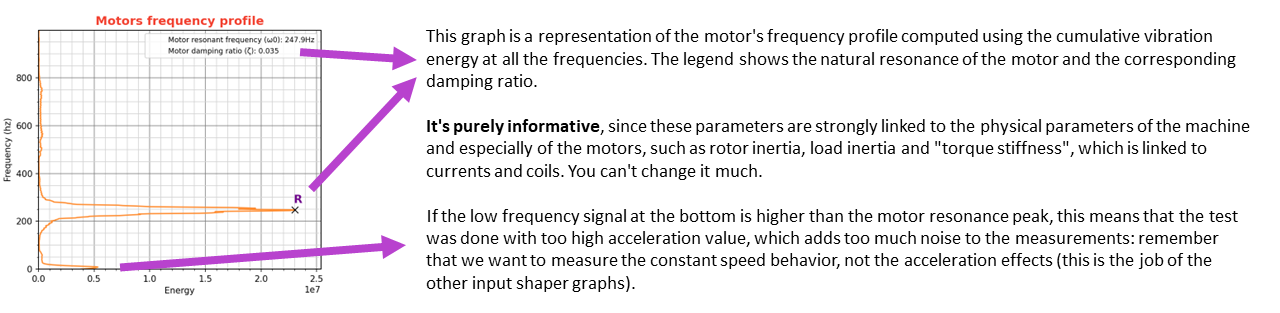 Motors frequency profile
Motor resonant frequency (ω0): 247.9Hz
Motor damping ratio (ζ): 0.035
800
600
400
200
0
Frequency (hz)
R
0.0 0.5 1.0 1.5 2.0 2.5
1e7
Energy
This graph is a representation of the motor's frequency profile computed using the cumulative vibration
energy at all the frequencies. The legend shows the natural resonance of the motor and the corresponding
damping ratio.
It's purely informative, since these parameters are strongly linked to the physical parameters of the machine
and especially of the motors, such as rotor inertia, load inertia and "torque stiffness", which is linked to
currents and coils. You can't change it much.
If the low frequency signal at the bottom is higher than the motor resonance peak, this means that the test
was done with too high acceleration value, which adds too much noise to the measurements: remember
that we want to measure the constant speed behavior, not the acceleration effects (this is the job of the
other input shaper graphs).